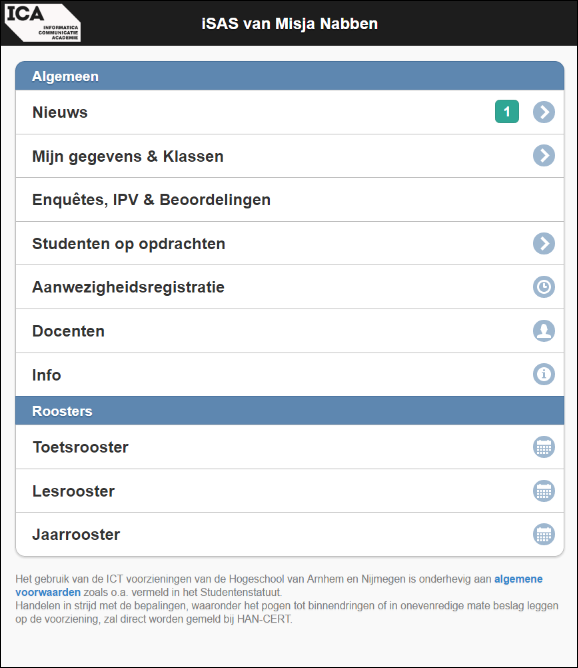 ICA
INFORMATICA
COMMUNICATIE
ACADEMIE
iSAS van Misja Nabben
Algemeen
Nieuws 1
Mijn gegevens & Klassen
Enquêtes, IPV & Beoordelingen
Studenten op opdrachten
Aanwezigheidsregistratie
Docenten
Info
Roosters
Toetsrooster
Lesrooster
Jaarrooster
Het gebruik van de ICT voorzieningen van de Hogeschool van Arnhem en Nijmegen is onderhevig aan algemene
voorwaarden zoals o.a. vermeld in het Studentenstatuut.
Handelen in strijd met de bepalingen, waaronder het pogen tot binnendringen of in onevenredige mate beslag leggen
op de voorziening, zal direct worden gemeld bij HAN-CERT.